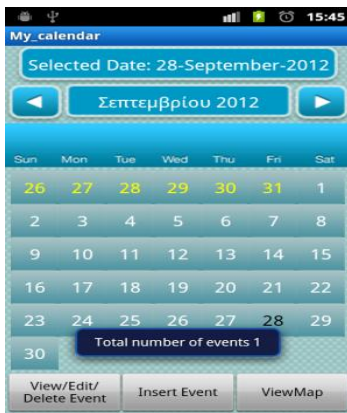 15:45
My_calendar
Selected Date: 28-September-2012
Σεπτεμβρίου 2012
Sun Mon Tue Wed Thu Fri Sat
26 27 28 29 30 31 1
2 3 4 5 6 7 8
9 10 11 12 13 14 15
16 17 18 19 20 21 22
23 24 25 26 27 28 29
30
Total number of events 1
View/Edit/
Delete Event
Insert Event
ViewMap